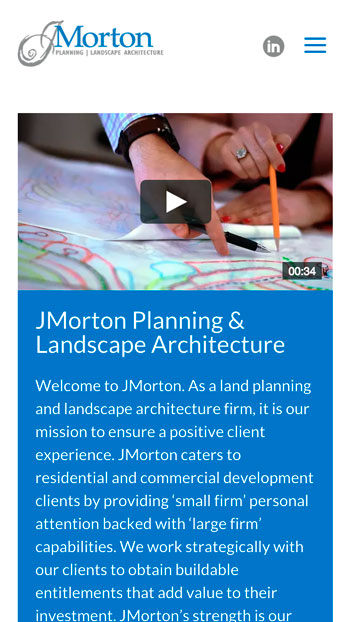 JMorton
PLANNING | LANDSCAPE ARCHITECTURE
in
00:34
JMorton Planning &
Landscape Architecture
Welcome to JMorton. As a land planning
and landscape architecture firm, it is our
mission to ensure a positive client
experience. JMorton caters to
residential and commercial development
clients by providing ‘small firm’ personal
attention backed with ‘large firm’
capabilities. We work strategically with
our clients to obtain buildable
entitlements that add value to their
investment. JMorton’s strength is our